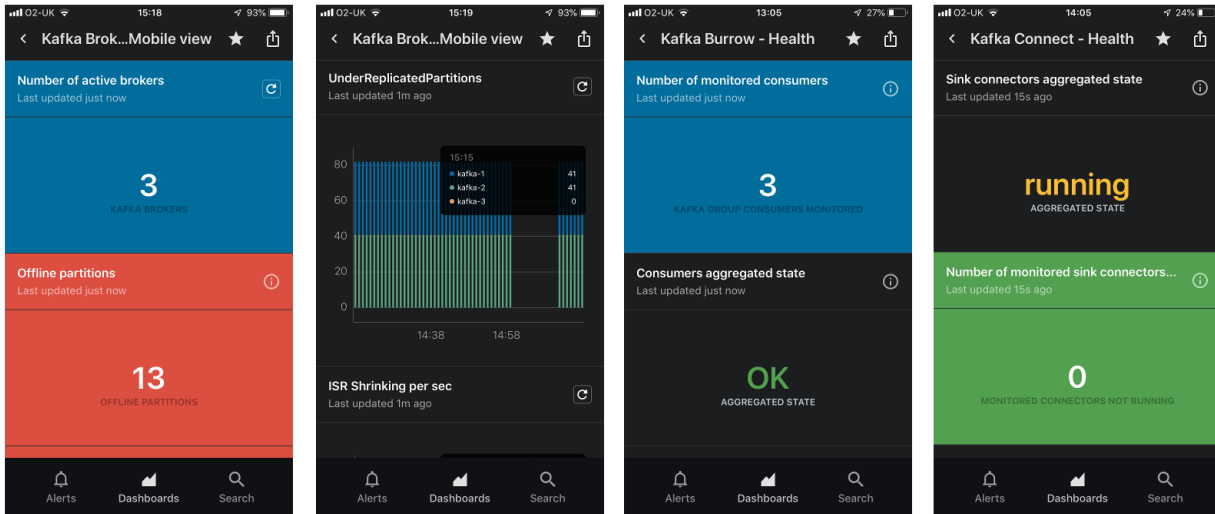 O2-UK 15:18 93%
Kafka Brok...Mobile view
Number of active brokers
Last updated just now
3
KAFKA BROKERS
Offline partitions
Last updated just now
13
OFFLINE PARTITIONS
Alerts Dashboards Search
O2-UK 15:19 93%
Kafka Brok...Mobile view
UnderReplicatedPartitions
Last updated 1m ago
80
60
40
20
0
15:15
kafka-1 41
kafka-2 41
kafka-3 0
14:38 14:58
ISR Shrinking per sec
Last updated 1m ago
Alerts Dashboards Search
O2-UK 13:05 27%
Kafka Burrow - Health
Number of monitored consumers
Last updated just now
3
KAFKA GROUP CONSUMERS MONITORED
Consumers aggregated state
Last updated just now
OK
AGGREGATED STATE
Alerts Dashboards Search
O2-UK 14:05 24%
Kafka Connect - Health
Sink connectors aggregated state
Last updated 15s ago
running
AGGREGATED STATE
Number of monitored sink connectors...
Last updated 15s ago
0
MONITORED CONNECTORS NOT RUNNING
Alerts Dashboards Search